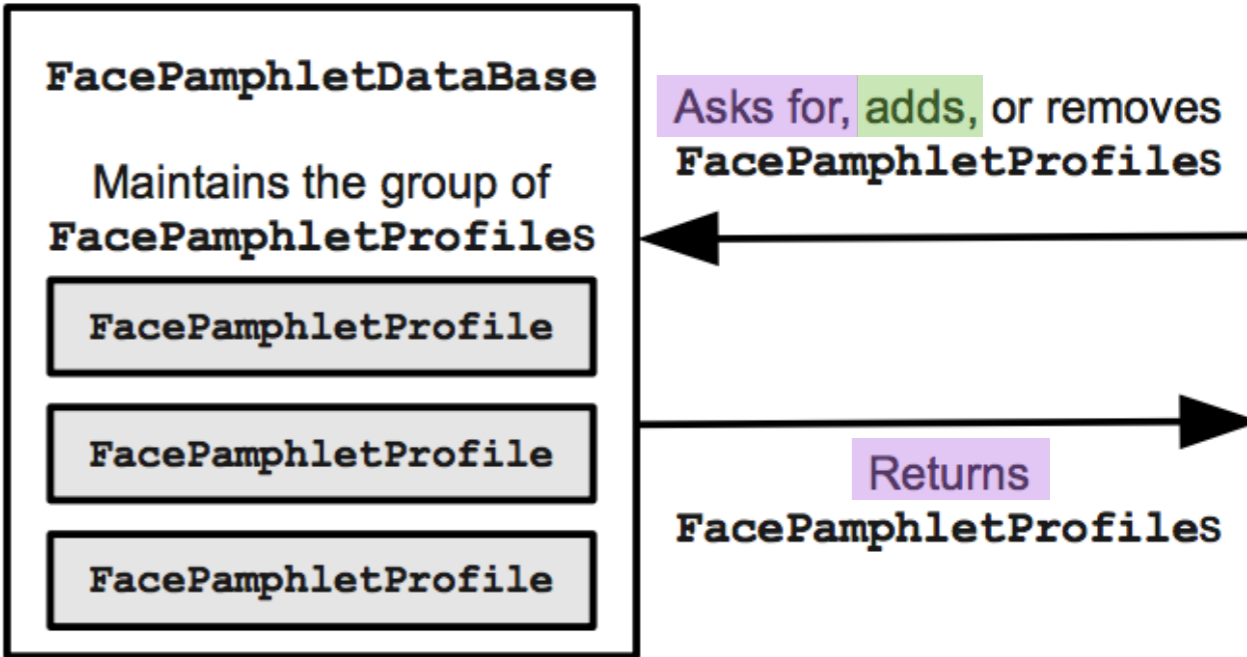 FacePamphletDataBase
Maintains the group of
FacePamphletProfiles
FacePamphletProfile
FacePamphletProfile
FacePamphletProfile
Asks for, adds, or removes
FacePamphletProfiles
Returns
FacePamphletProfiles